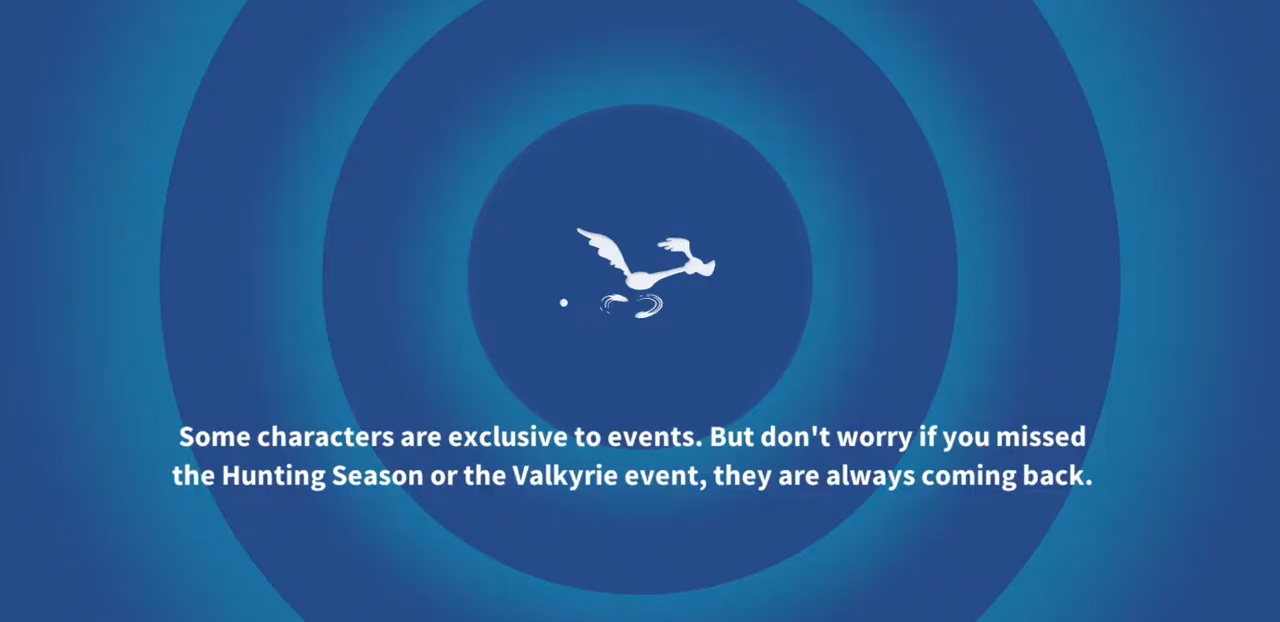 Some characters are exclusive to events. But don't worry if you missed
the Hunting Season or the Valkyrie event, they are always coming back.